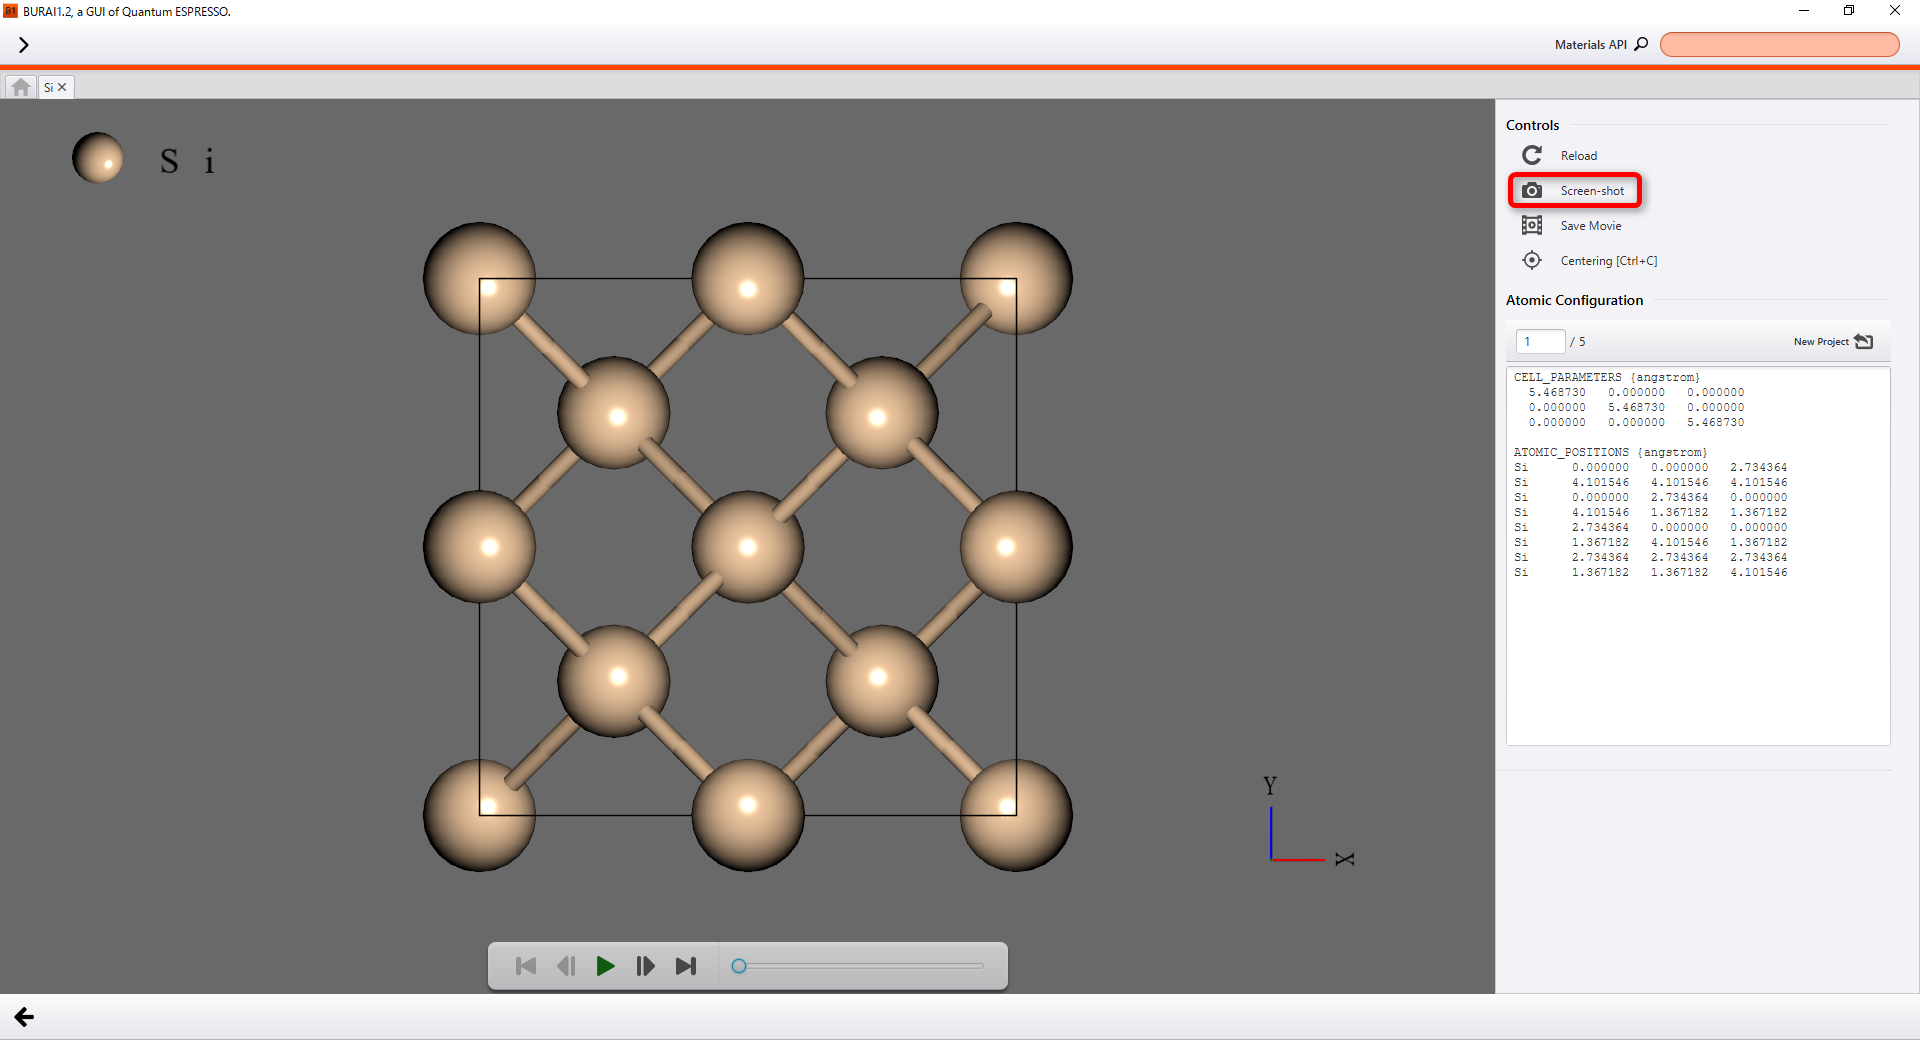 BURAI1.2, a GUI of Quantum ESPRESSO.
Materials API
Si
S i
Controls
Reload
Screen-shot
Save Movie
Centering [Ctrl+C]
Atomic Configuration
1 / 5 New Project
CELL_PARAMETERS {angstrom}
5.468730 0.000000 0.000000
0.000000 5.468730 0.000000
0.000000 0.000000 5.468730
ATOMIC_POSITIONS {angstrom}
Si 0.000000 0.000000 2.734364
Si 4.101546 4.101546 4.101546
Si 0.000000 2.734364 0.000000
Si 4.101546 1.367182 1.367182
Si 2.734364 0.000000 0.000000
Si 1.367182 4.101546 1.367182
Si 2.734364 2.734364 2.734364
Si 1.367182 1.367182 4.101546
Y
X